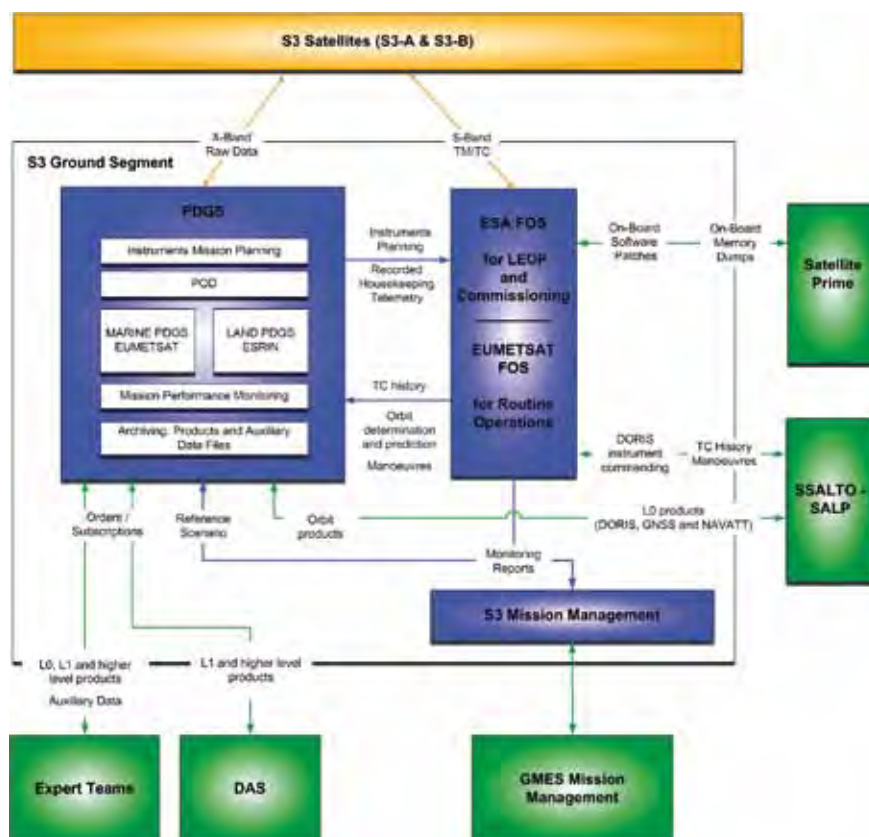 S3 Satellites (S3-A & S3-B)
X-Band
Raw Data
S-Band
TM/TC
S3 Ground Segment
PDGS
Instruments Mission Planning
POD
MARINE PDGS
EUMETSAT
LAND PDGS
ESRIN
Mission Performance Monitoring
Archiving, Products and Auxiliary
Data Files
Instruments
Planning
Recorded
Housekeeping
Telemetry
TC history
Orbit
determination
and prediction
Manoeuvres
ESA FOS
for LEOP
and
Commissioning
EUMETSAT
FOS
for Routine
Operations
On-Board
Software
Patches
On-Board
Memory
Dumps
Satellite
Prime
DORIS
instrument
commanding
TC History
Manoeuvres
SSALTO -
SALP
Orders /
Subscriptions
Reference
Scenario
Orbit
products
L0 products
(DORIS, GNSS and NAVATT)
Monitoring
Reports
S3 Mission Management
L0, L1 and higher
level products
Auxiliary Data
L1 and higher level
products
Expert Teams
DAS
GMES Mission
Management